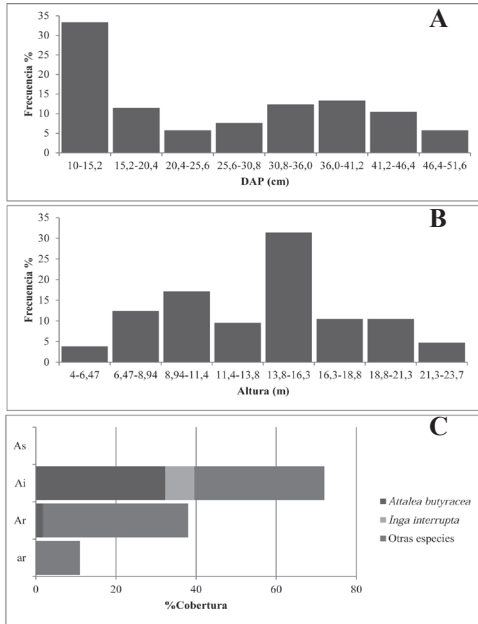 A
Frecuencia %
35
30
25
20
15
10
5
0
10-15,2 15,2-20,4 20,4-25,6 25,6-30,8 30,8-36,0 36,0-41,2 41,2-46,4 46,4-51,6
DAP (cm)
B
Frecuencia %
35
30
25
20
15
10
5
0
4-6,47 6,47-8,94 8,94-11,4 11,4-13,8 13,8-16,3 16,3-18,8 18,8-21,3 21,3-23,7
Altura (m)
C
As
Ai
Ar
ar
0 20 40 60 80
%Cobertura
Attalea butyracea
Inga interrupta
Otras especies